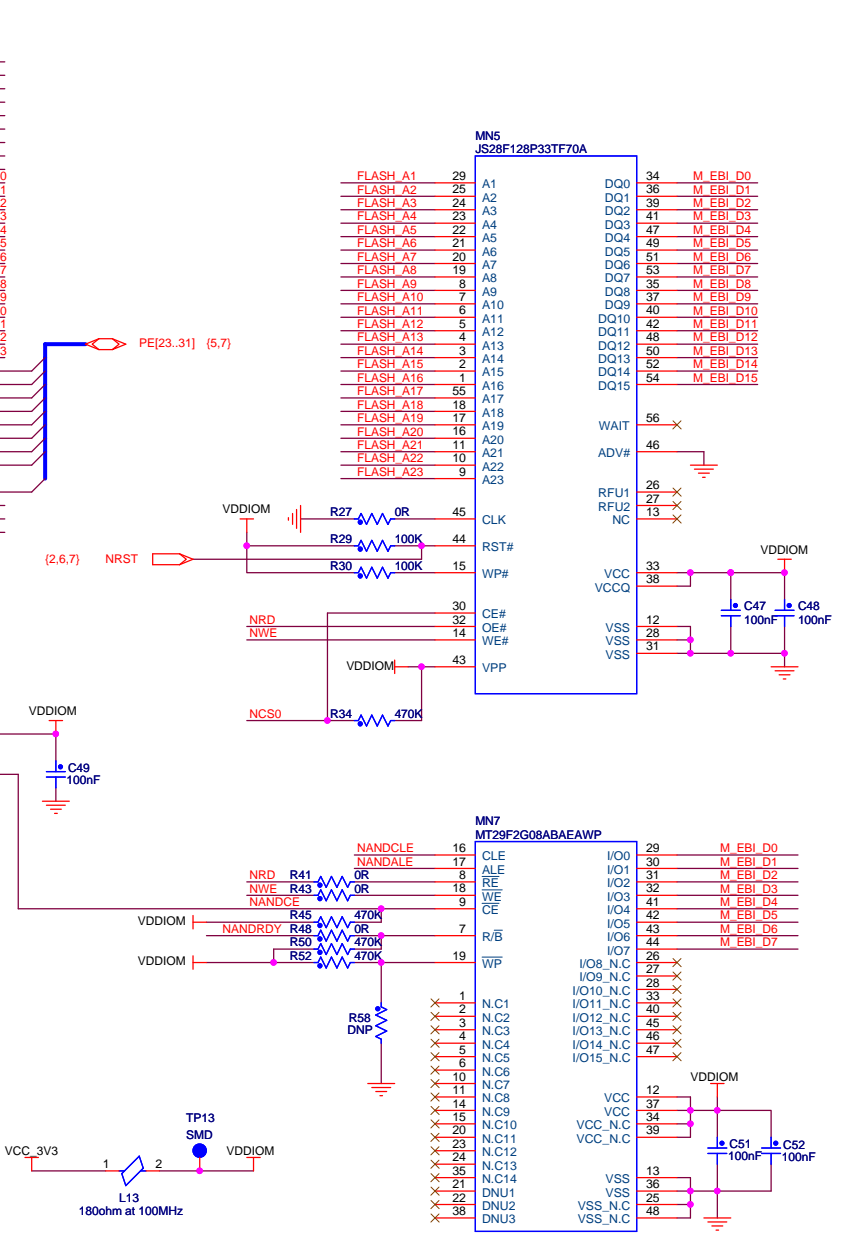 MN5
JS28F128P33TF70A
0
1
2
3
4
5
6
7
8
9
0
1
2
3
PE[23..31] {5,7}
FLASH_A1 29 A1 DQ0 34 M_EBI_D0
FLASH_A2 25 A2 DQ1 36 M_EBI_D1
FLASH_A3 24 A3 DQ2 39 M_EBI_D2
FLASH_A4 23 A4 DQ3 41 M_EBI_D3
FLASH_A5 22 A5 DQ4 47 M_EBI_D4
FLASH_A6 21 A6 DQ5 49 M_EBI_D5
FLASH_A7 20 A7 DQ6 51 M_EBI_D6
FLASH_A8 19 A8 DQ7 53 M_EBI_D7
FLASH_A9 8 A9 DQ8 35 M_EBI_D8
FLASH_A10 7 A10 DQ9 37 M_EBI_D9
FLASH_A11 6 A11 DQ10 40 M_EBI_D10
FLASH_A12 5 A12 DQ11 42 M_EBI_D11
FLASH_A13 4 A13 DQ12 48 M_EBI_D12
FLASH_A14 3 A14 DQ13 50 M_EBI_D13
FLASH_A15 2 A15 DQ14 52 M_EBI_D14
FLASH_A16 1 A16 DQ15 54 M_EBI_D15
FLASH_A17 55 A17
FLASH_A18 18 A18
FLASH_A19 17 A19 WAIT 56
FLASH_A20 16 A20
FLASH_A21 11 A21 ADV# 46
FLASH_A22 10 A22
FLASH_A23 9 A23
RFU1 26
RFU2 27
VDDIOM
R27 0R 45 CLK NC 13
R29 100K 44 RST#
{2,6,7} NRST
R30 100K 15 WP# VCC 33
VCCQ 38
VDDIOM
C47 100nF
C48 100nF
30 CE#
NRD 32 OE# VSS 12
NWE 14 WE# VSS 28
VSS 31
VDDIOM 43 VPP
NCS0 R34 470K
VDDIOM
C49
100nF
MN7
MT29F2G08ABAEAWP
NANDCLE 16 CLE I/O0 29 M_EBI_D0
NANDALE 17 ALE I/O1 30 M_EBI_D1
NRD R41 0R 8 RE I/O2 31 M_EBI_D2
NWE R43 0R 18 WE I/O3 32 M_EBI_D3
NANDCE 9 CE I/O4 41 M_EBI_D4
VDDIOM R45 470K I/O5 42 M_EBI_D5
NANDRDY R48 0R 7 R/B I/O6 43 M_EBI_D6
R50 470K I/O7 44 M_EBI_D7
VDDIOM R52 470K 19 WP I/O8_N.C 26
I/O9_N.C 27
I/O10_N.C 28
1 N.C1 I/O11_N.C 33
2 N.C2 I/O12_N.C 40
3 N.C3 I/O13_N.C 45
4 N.C4 I/O14_N.C 46
5 N.C5 I/O15_N.C 47
R58
DNP
6 N.C6
10 N.C7
11 N.C8 VCC 12
14 N.C9 VCC 37
15 N.C10 VCC_N.C 34
20 N.C11 VCC_N.C 39
23 N.C12
24 N.C13
35 N.C14 VSS 13
21 DNU1 VSS 36
22 DNU2 VSS_N.C 25
38 DNU3 VSS_N.C 48
VDDIOM
C51 100nF
C52 100nF
TP13
SMD
VCC_3V3 1 2 VDDIOM
L13
180ohm at 100MHz